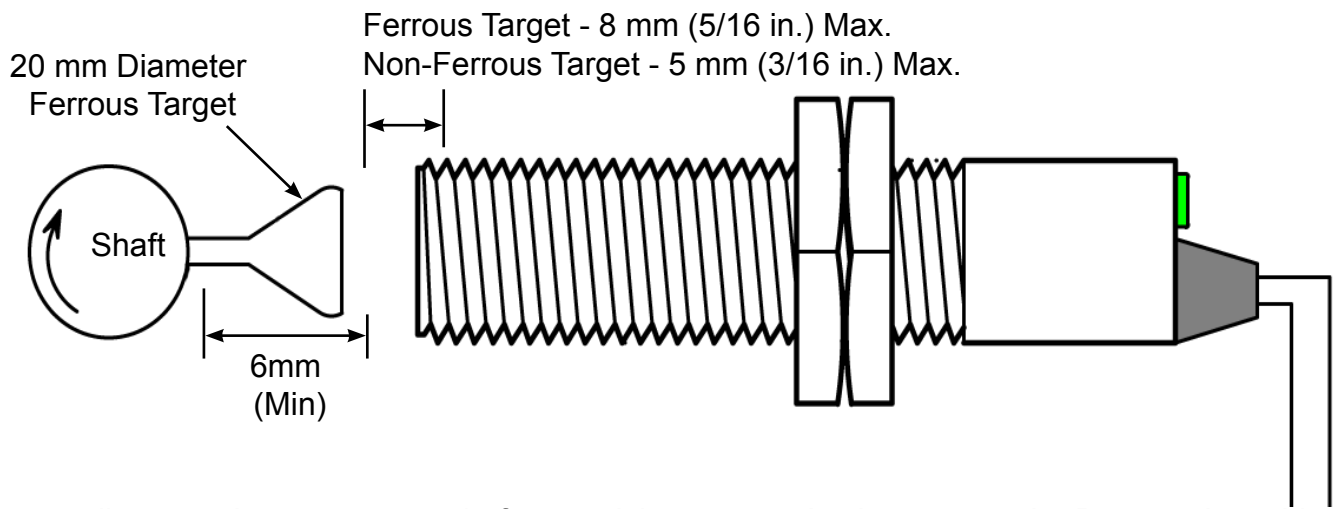 Ferrous Target - 8 mm (5/16 in.) Max.
Non-Ferrous Target - 5 mm (3/16 in.) Max.
20 mm Diameter
Ferrous Target
Shaft
6mm
(Min)